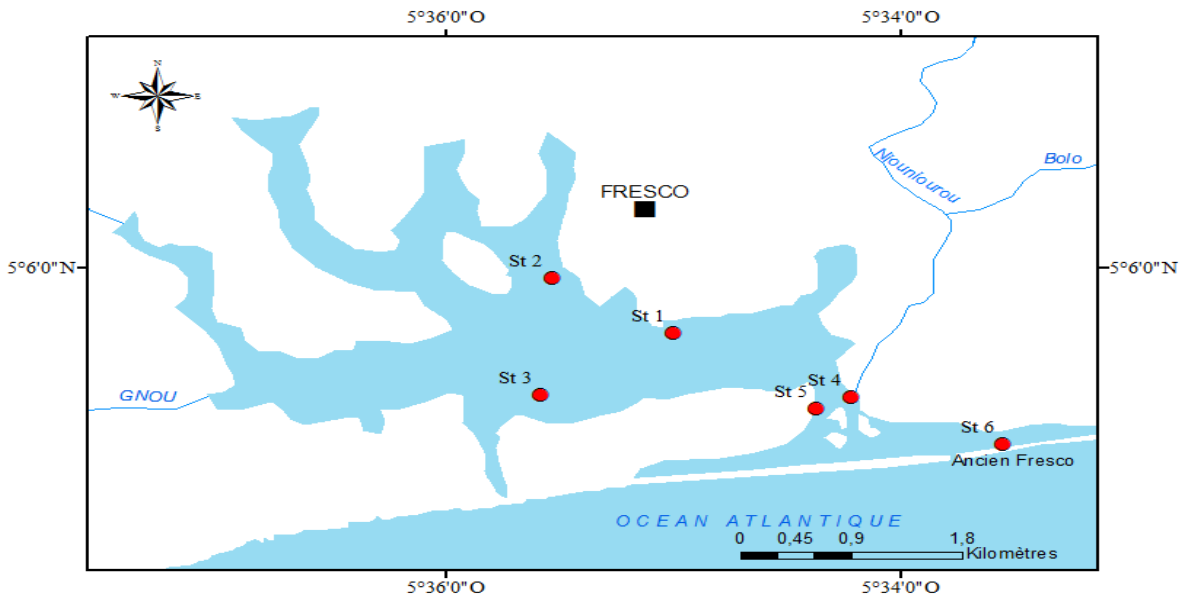 5°36'0"O
5°34'0"O
N
W
E
S
Niouniourou
Bolo
FRESCO
5°6'0"N
5°6'0"N
St 2
St 1
St 3
GNOU
St 4
St 5
St 6
Ancien Fresco
OCEAN ATLANTIQUE
0 0,45 0,9 1,8
Kilomètres
5°36'0"O
5°34'0"O